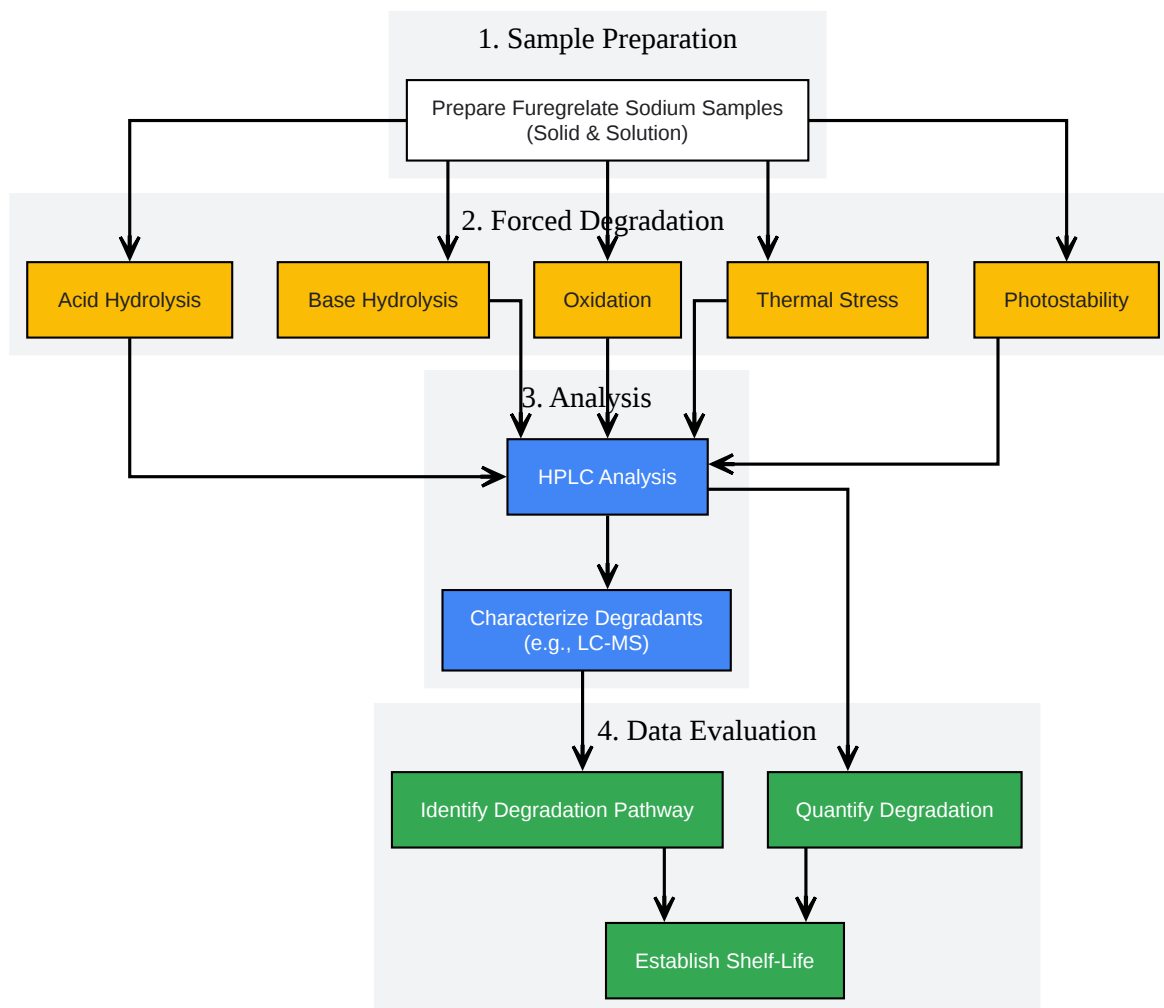 1. Sample Preparation
Prepare Furegrelate Sodium Samples
(Solid & Solution)
2. Forced Degradation
Acid Hydrolysis
Base Hydrolysis
Oxidation
Thermal Stress
Photostability
3. Analysis
HPLC Analysis
Characterize Degradants
(e.g., LC-MS)
4. Data Evaluation
Identify Degradation Pathway
Quantify Degradation
Establish Shelf-Life